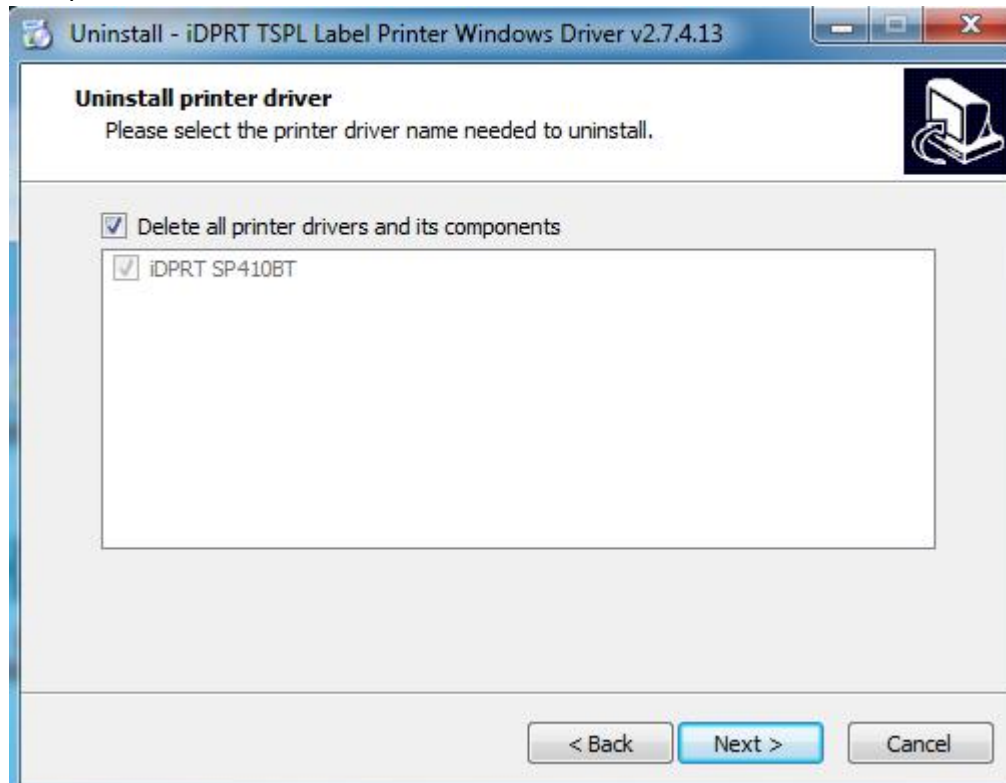 Uninstall - iDPRT TSPL Label Printer Windows Driver v2.7.4.13
Uninstall printer driver
Please select the printer driver name needed to uninstall.
Delete all printer drivers and its components
iDPRT SP410BT
< Back
Next >
Cancel